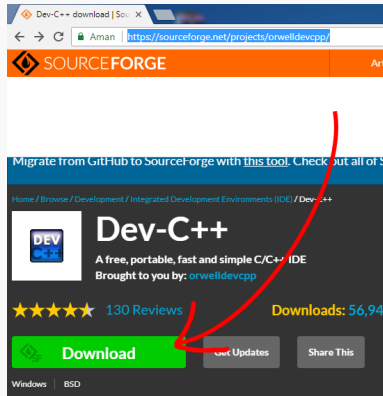 Dev-C++ download | Sou
Aman | https://sourceforge.net/projects/orwelldevcpp/
SOURCEFORGE
Migrate from GitHub to SourceForge with this tool. Check out all of
Home / Browse / Development / Integrated Development Environments (IDE) / Dev-C++
DEV
C++
Dev-C++
A free, portable, fast and simple C/C++ IDE
Brought to you by: orwelldevcpp
130 Reviews
Downloads: 56,94
SF
Download
Get Updates
Share This
Windows | BSD